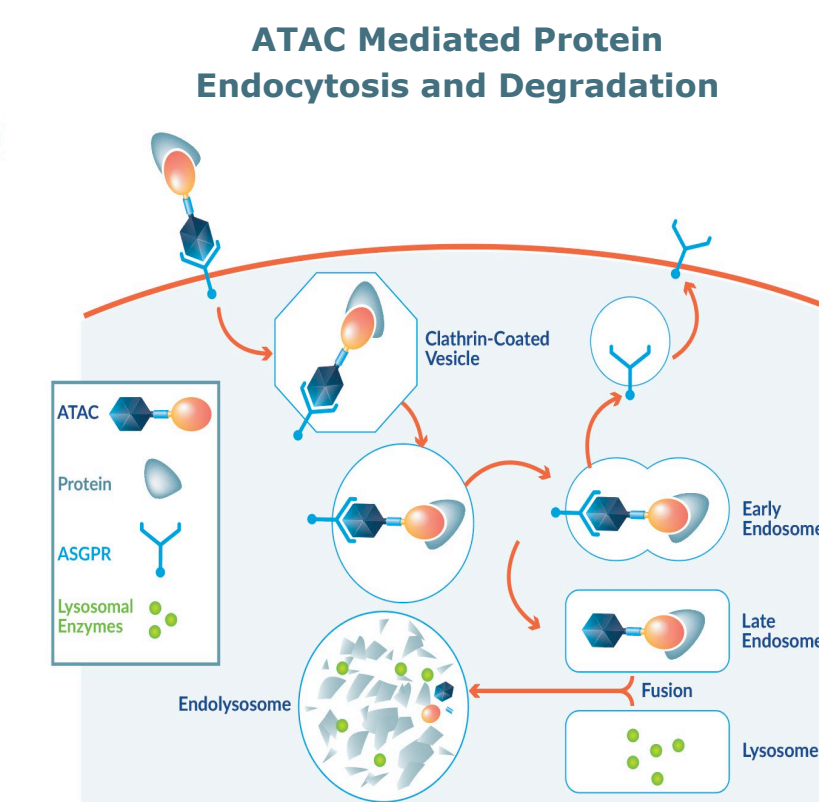 ATAC Mediated Protein
Endocytosis and Degradation
Clathrin-Coated
Vesicle
ATAC
Protein
ASGPR
Lysosomal
Enzymes
Early
Endosome
Late
Endosome
Endolysosome
Fusion
Lysosome